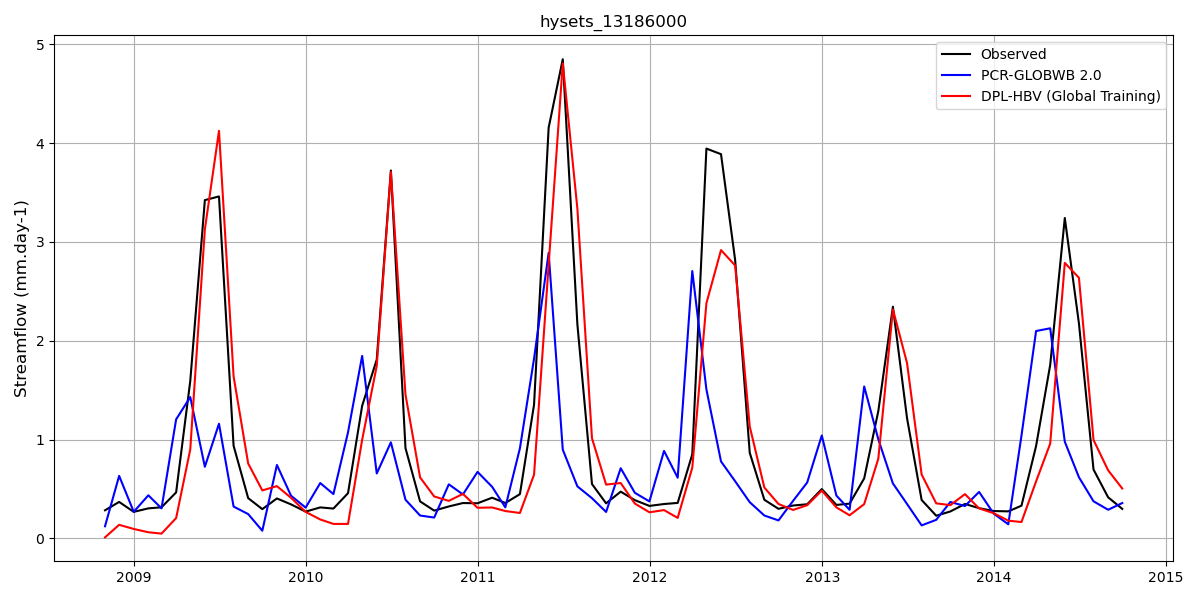 hysets_13186000
Observed
PCR-GLOBWB 2.0
DPL-HBV (Global Training)
Streamflow (mm.day-1)
5
4
3
2
1
0
2009 2010 2011 2012 2013 2014 2015